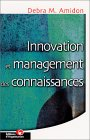 Debra M. Amidon
Innovation
et management
des connaissances